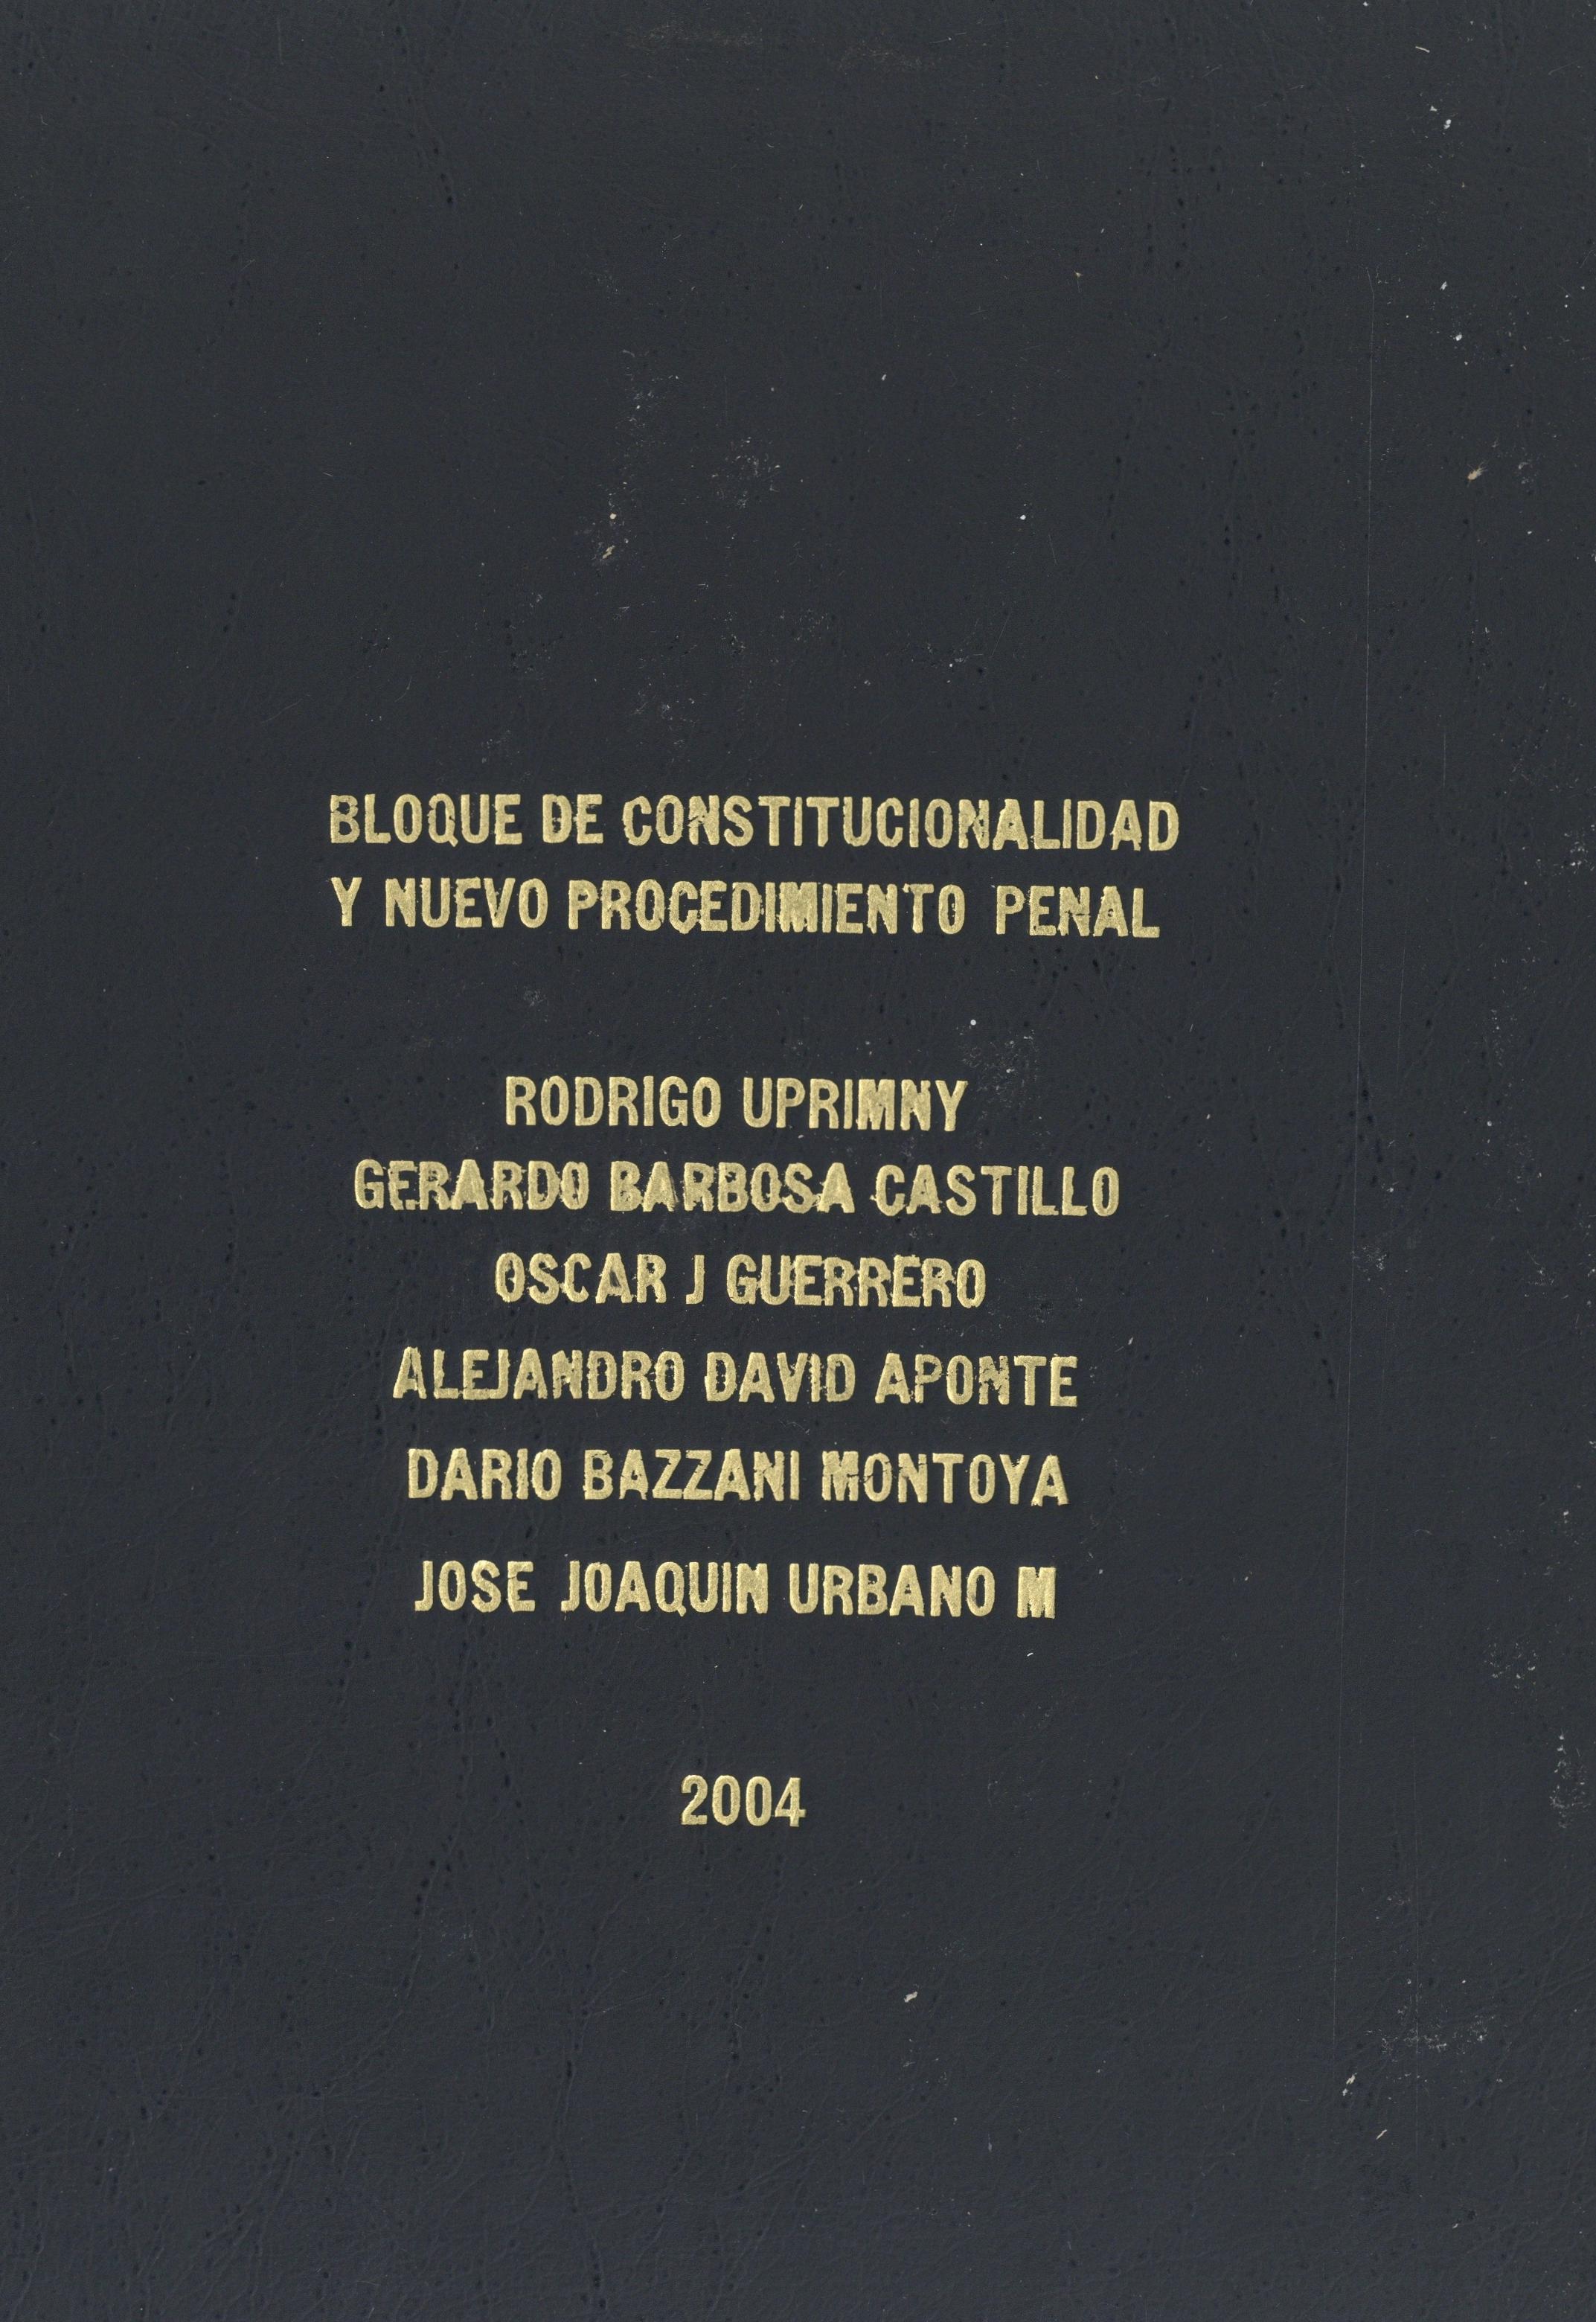 BLOQUE DE CONSTITUCIONALIDAD
Y NUEVO PROCEDIMIENTO PENAL
RODRIGO UPRIMNY
GERARDO BARBOSA CASTILLO
OSCAR J GUERRERO
ALEJANDRO DAVID APONTE
DARIO BAZZANI MONTOYA
JOSE JOAQUIN URBANO M
2004